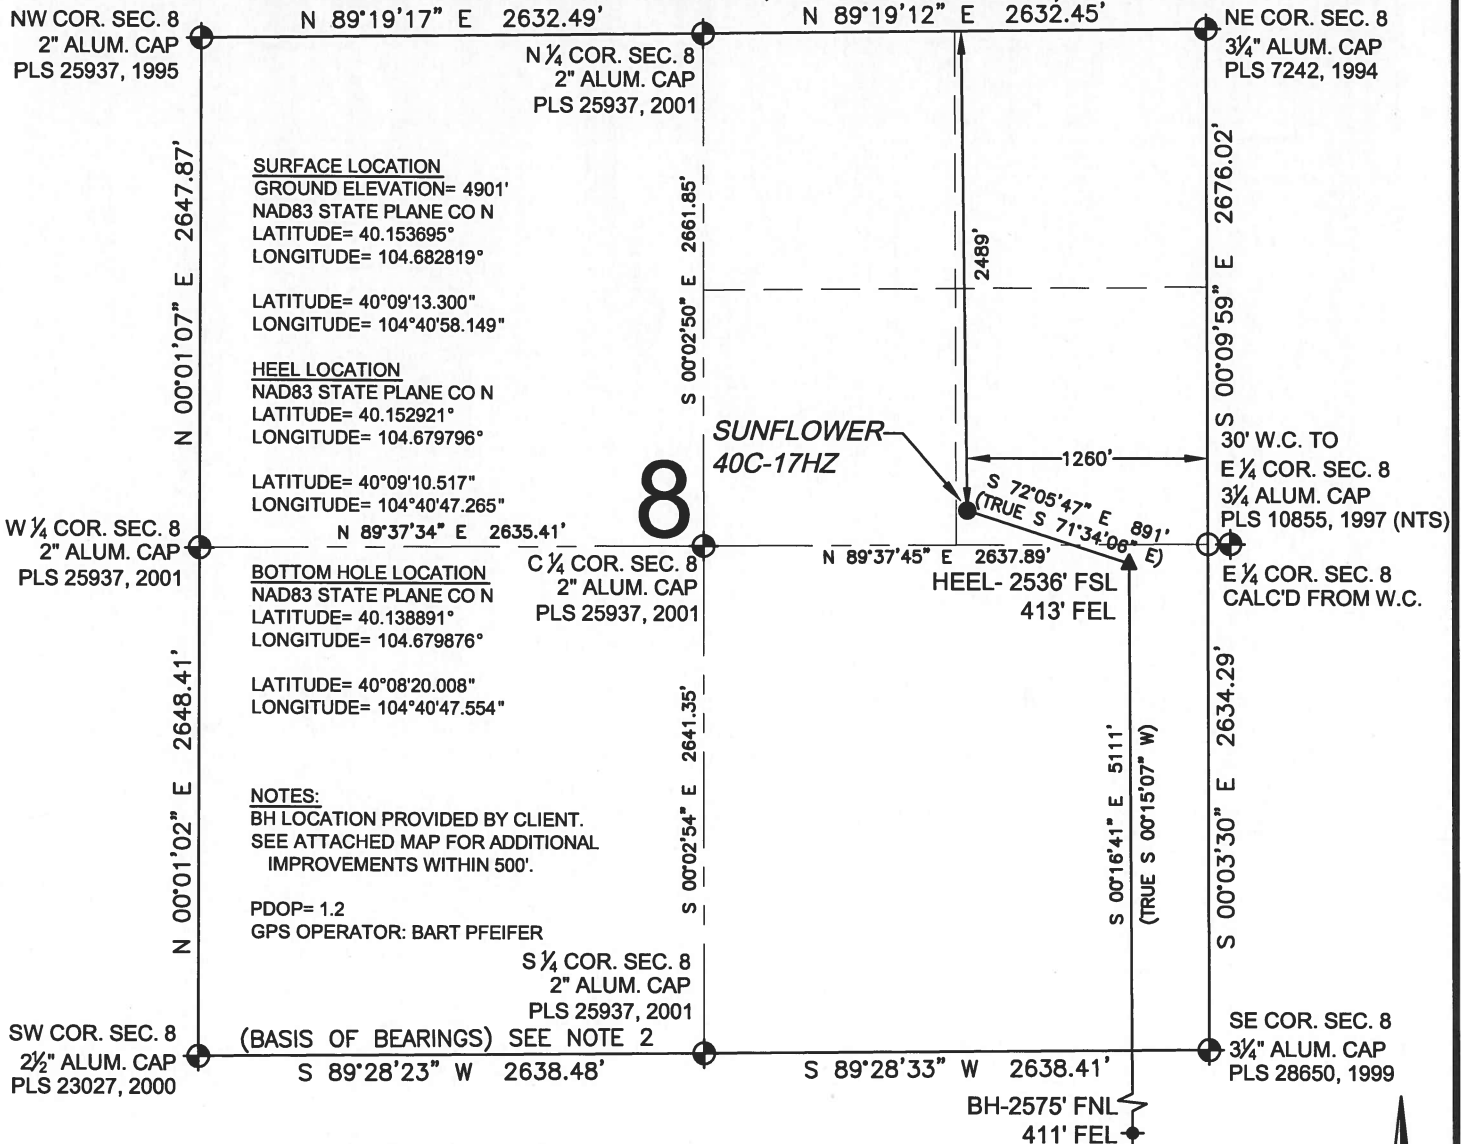 NW COR. SEC. 8
2" ALUM. CAP
PLS 25937, 1995
N 89°19'17" E 2632.49'
N 89°19'12" E 2632.45'
NE COR. SEC. 8
3¼" ALUM. CAP
PLS 7242, 1994
N ¼ COR. SEC. 8
2" ALUM. CAP
PLS 25937, 2001
N 00°01'07" E 2647.87'
SURFACE LOCATION
GROUND ELEVATION= 4901'
NAD83 STATE PLANE CO N
LATITUDE= 40.153695°
LONGITUDE= 104.682819°
LATITUDE= 40°09'13.300"
LONGITUDE= 104°40'58.149"
HEEL LOCATION
NAD83 STATE PLANE CO N
LATITUDE= 40.152921°
LONGITUDE= 104.679796°
LATITUDE= 40°09'10.517"
LONGITUDE= 104°40'47.265"
S 00°02'50" E 2661.85'
2489'
S 00°09'59" E 2676.02'
SUNFLOWER
40C-17HZ
1260'
30' W.C. TO
E ¼ COR. SEC. 8
3¼ ALUM. CAP
PLS 10855, 1997 (NTS)
8
S 72°05'47" E 891'
(TRUE S 71°34'06" E)
W ¼ COR. SEC. 8
2" ALUM. CAP
PLS 25937, 2001
N 89°37'34" E 2635.41'
C ¼ COR. SEC. 8
2" ALUM. CAP
PLS 25937, 2001
N 89°37'45" E 2637.89'
HEEL- 2536' FSL
413' FEL
E ¼ COR. SEC. 8
CALC'D FROM W.C.
BOTTOM HOLE LOCATION
NAD83 STATE PLANE CO N
LATITUDE= 40.138891°
LONGITUDE= 104.679876°
LATITUDE= 40°08'20.008"
LONGITUDE= 104°40'47.554"
N 00°01'02" E 2648.41'
S 00°02'54" E 2641.35'
S 00°16'41" E 5111'
(TRUE S 00°15'07" W)
S 00°03'30" E 2634.29'
NOTES:
BH LOCATION PROVIDED BY CLIENT.
SEE ATTACHED MAP FOR ADDITIONAL
IMPROVEMENTS WITHIN 500'.
PDOP= 1.2
GPS OPERATOR: BART PFEIFER
S ¼ COR. SEC. 8
2" ALUM. CAP
PLS 25937, 2001
SW COR. SEC. 8
2½" ALUM. CAP
PLS 23027, 2000
(BASIS OF BEARINGS) SEE NOTE 2
S 89°28'23" W 2638.48'
S 89°28'33" W 2638.41'
SE COR. SEC. 8
3¼" ALUM. CAP
PLS 28650, 1999
BH-2575' FNL
411' FEL